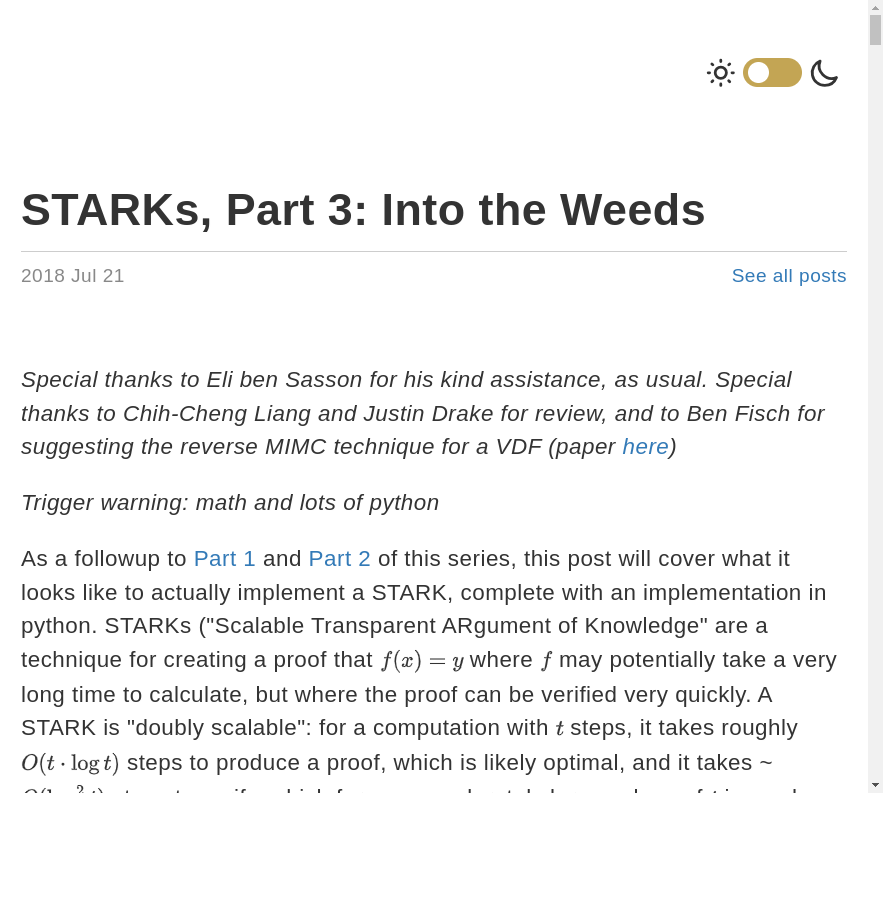 STARKs, Part 3: Into the Weeds
2018 Jul 21 See all posts
Special thanks to Eli ben Sasson for his kind assistance, as usual. Special
thanks to Chih-Cheng Liang and Justin Drake for review, and to Ben Fisch for
suggesting the reverse MIMC technique for a VDF (paper here)
Trigger warning: math and lots of python
As a followup to Part 1 and Part 2 of this series, this post will cover what it
looks like to actually implement a STARK, complete with an implementation in
python. STARKs ("Scalable Transparent ARgument of Knowledge" are a
technique for creating a proof that f(x) = y where f may potentially take a very
long time to calculate, but where the proof can be verified very quickly. A
STARK is "doubly scalable": for a computation with t steps, it takes roughly
O(t · log t) steps to produce a proof, which is likely optimal, and it takes ~